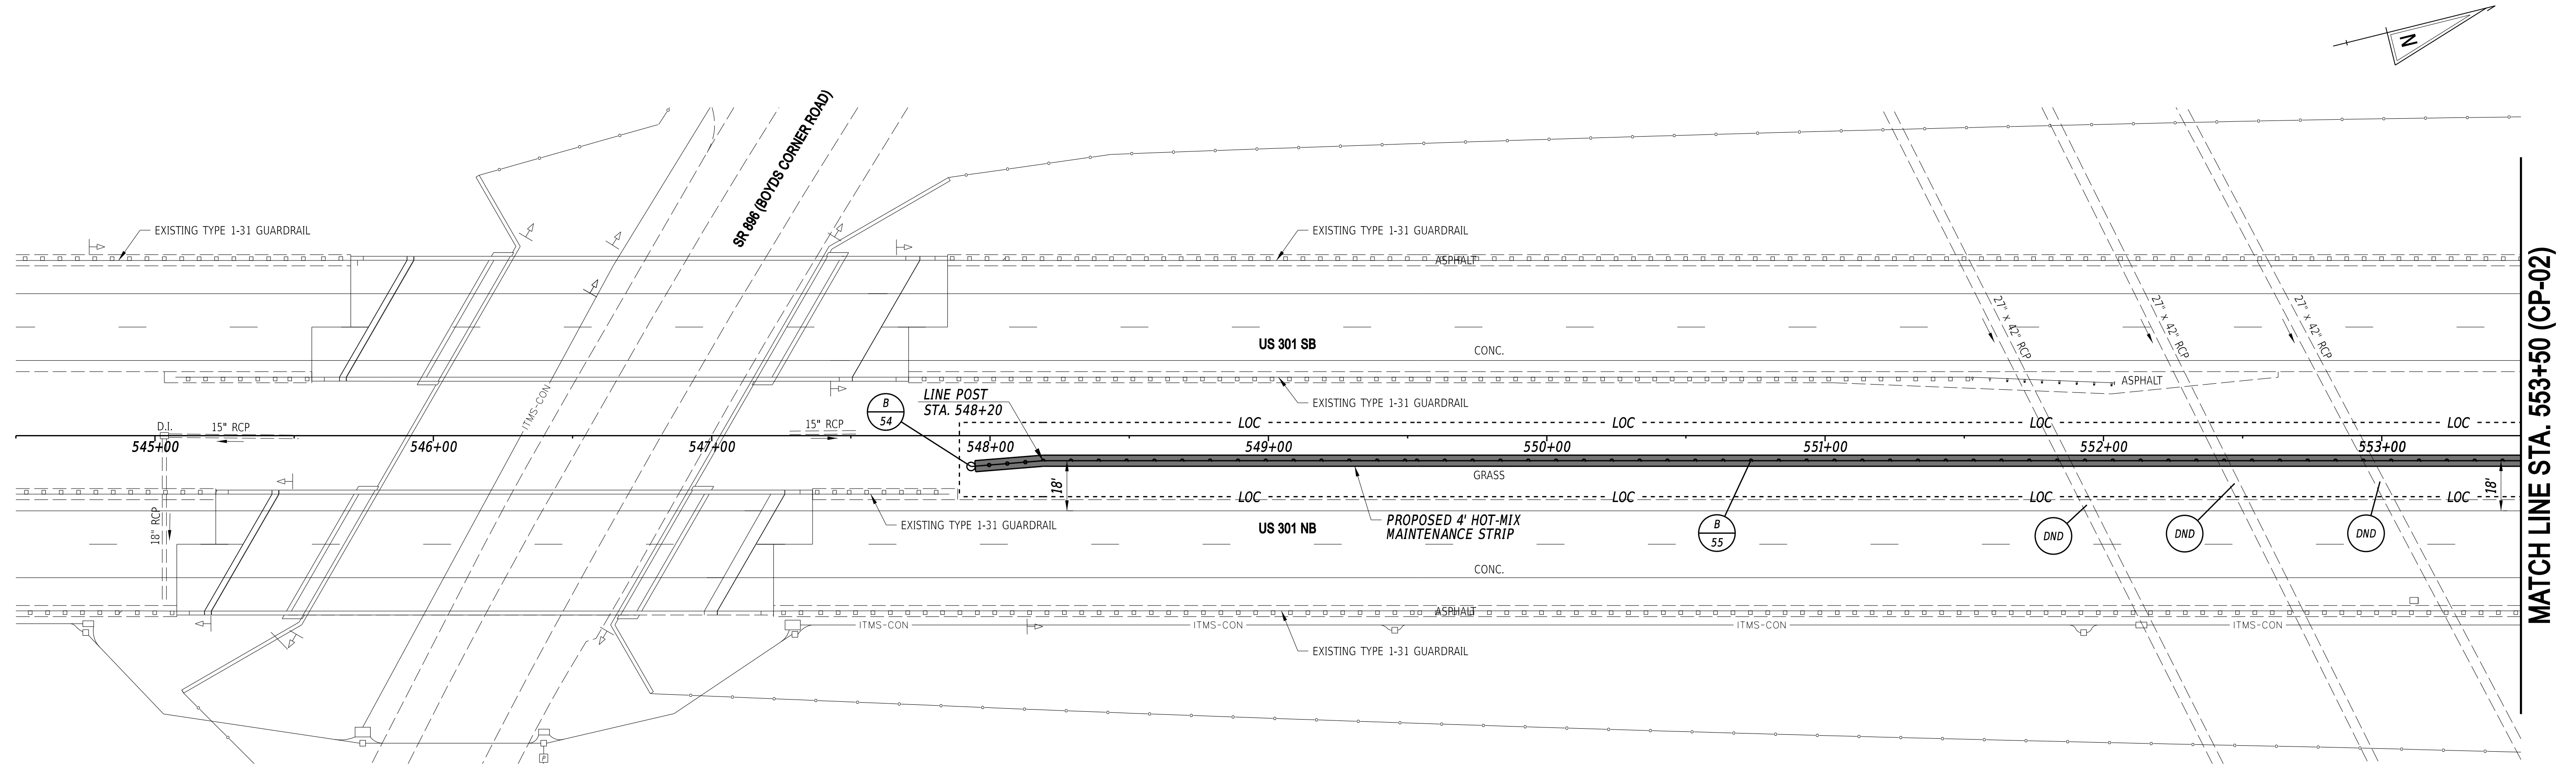 N
SR 896 (BOYDS CORNER ROAD)
EXISTING TYPE 1-31 GUARDRAIL
EXISTING TYPE 1-31 GUARDRAIL
ASPHALT
27" x 42" RCP
27" x 42" RCP
27" x 42" RCP
US 301 SB
CONC.
ASPHALT
EXISTING TYPE 1-31 GUARDRAIL
ITMS-CON
LINE POST
STA. 548+20
B
54
D.I.
15" RCP
15" RCP
LOC
LOC
LOC
LOC
545+00
546+00
547+00
548+00
549+00
550+00
551+00
552+00
553+00
GRASS
18'
18'
LOC
LOC
LOC
LOC
18" RCP
EXISTING TYPE 1-31 GUARDRAIL
US 301 NB
PROPOSED 4' HOT-MIX
MAINTENANCE STRIP
B
55
DND
DND
DND
CONC.
ASPHALT
ITMS-CON
ITMS-CON
ITMS-CON
ITMS-CON
EXISTING TYPE 1-31 GUARDRAIL
P
MATCH LINE STA. 553+50 (CP-02)